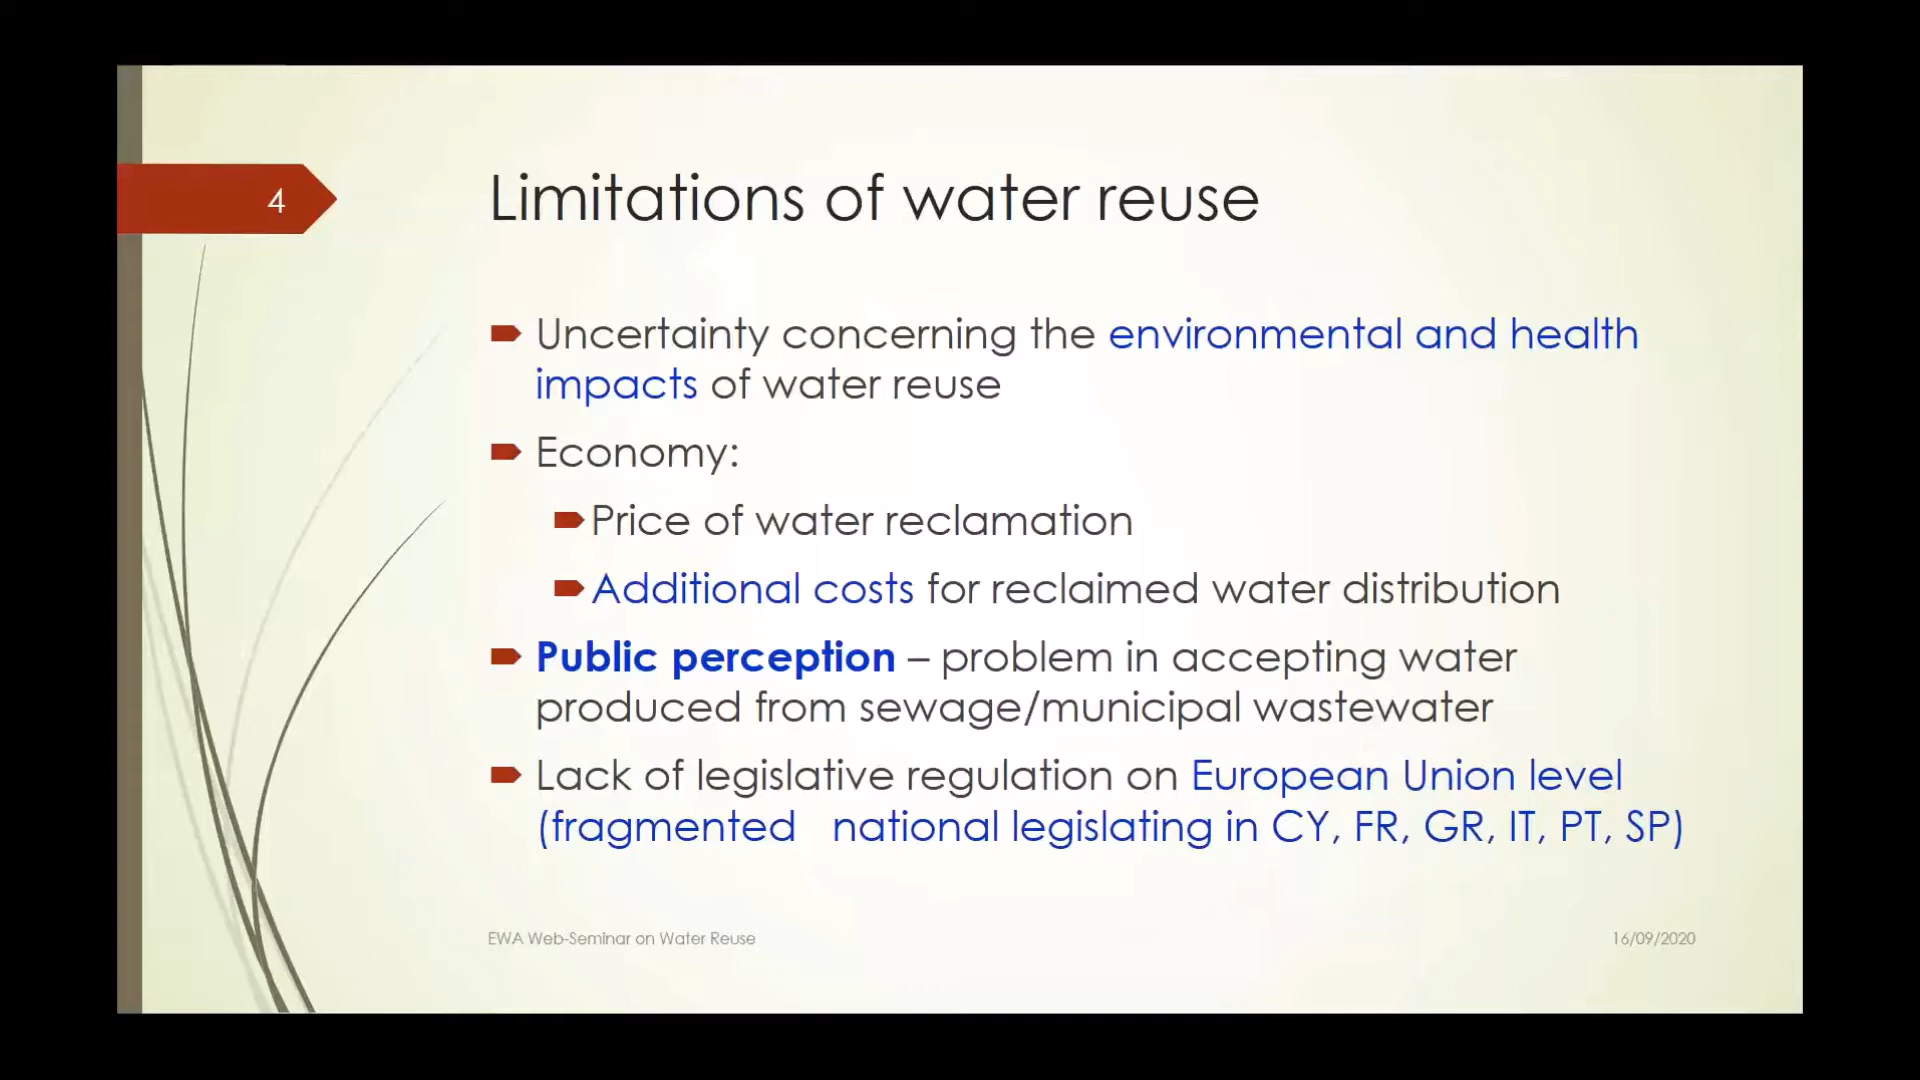 4
Limitations of water reuse
Uncertainty concerning the environmental and health
impacts of water reuse
Economy:
Price of water reclamation
Additional costs for reclaimed water distribution
Public perception – problem in accepting water
produced from sewage/municipal wastewater
Lack of legislative regulation on European Union level
(fragmented national legislating in CY, FR, GR, IT, PT, SP)
EWA Web-Seminar on Water Reuse
16/09/2020